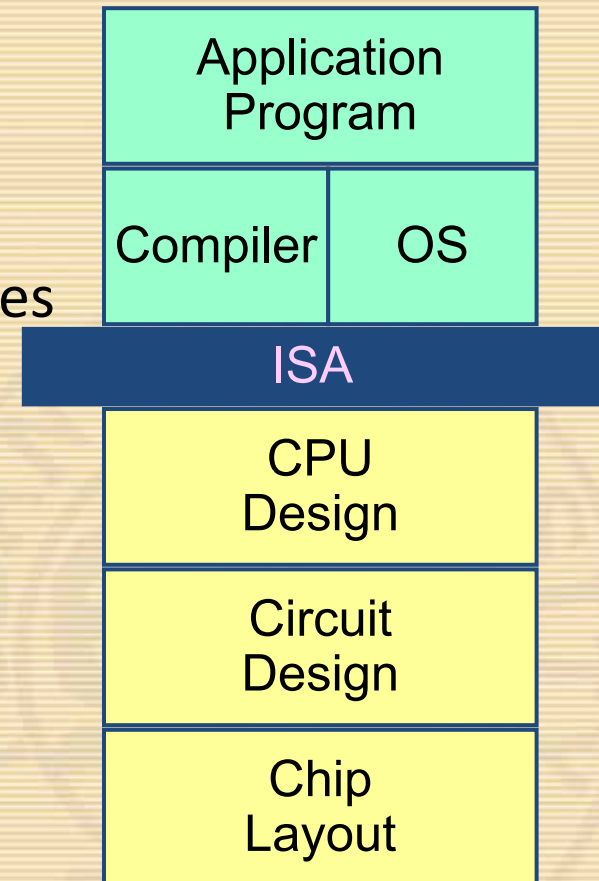 Application
Program
Compiler OS
es
ISA
CPU
Design
Circuit
Design
Chip
Layout